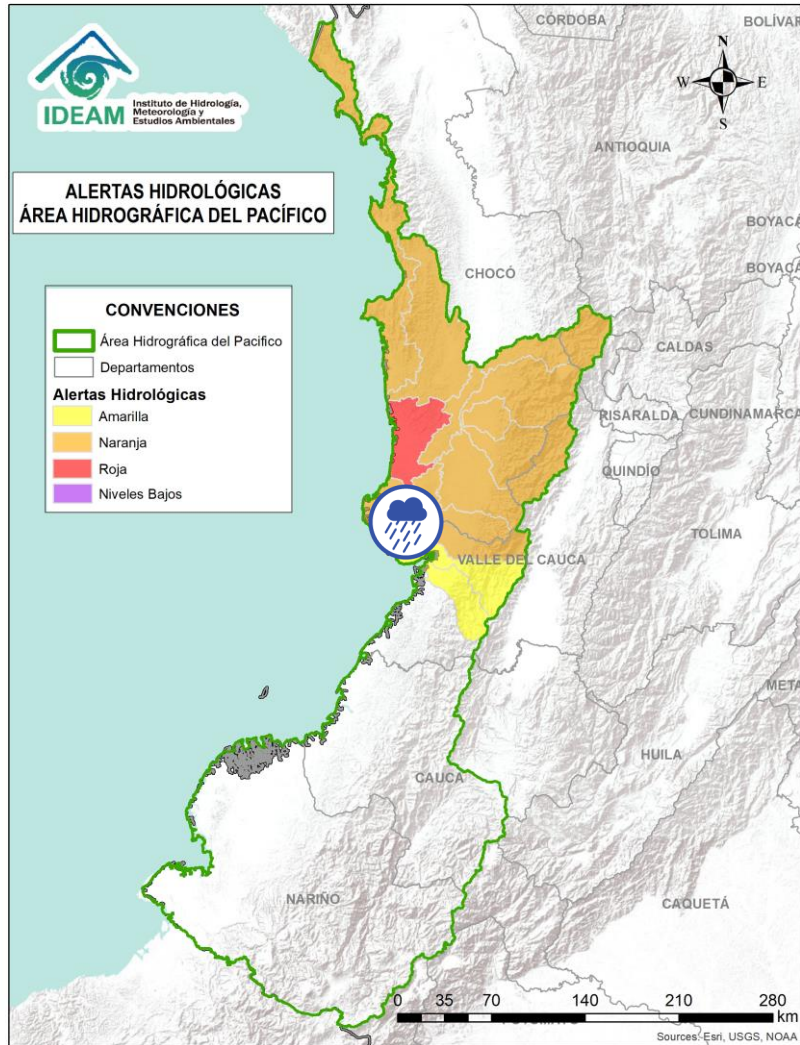 CÓRDOBA
BOLÍVAR
IDEAM
Instituto de Hidrología,
Meteorología y
Estudios Ambientales
N
W
E
S
ANTIOQUIA
ALERTAS HIDROLÓGICAS
ÁREA HIDROGRÁFICA DEL PACÍFICO
BOYACÁ
BOYACÁ
CHOCÓ
CONVENCIONES
Área Hidrográfica del Pacifico
Departamentos
Alertas Hidrológicas
Amarilla
Naranja
Roja
Niveles Bajos
CALDAS
RISARALDA
CUNDINAMARCA
QUINDÍO
TOLIMA
VALLE DEL CAUCA
META
HUILA
CAUCA
NARIÑO
CAQUETÁ
0 35 70 140 210 280
km
Sources: Esri, USGS, NOAA